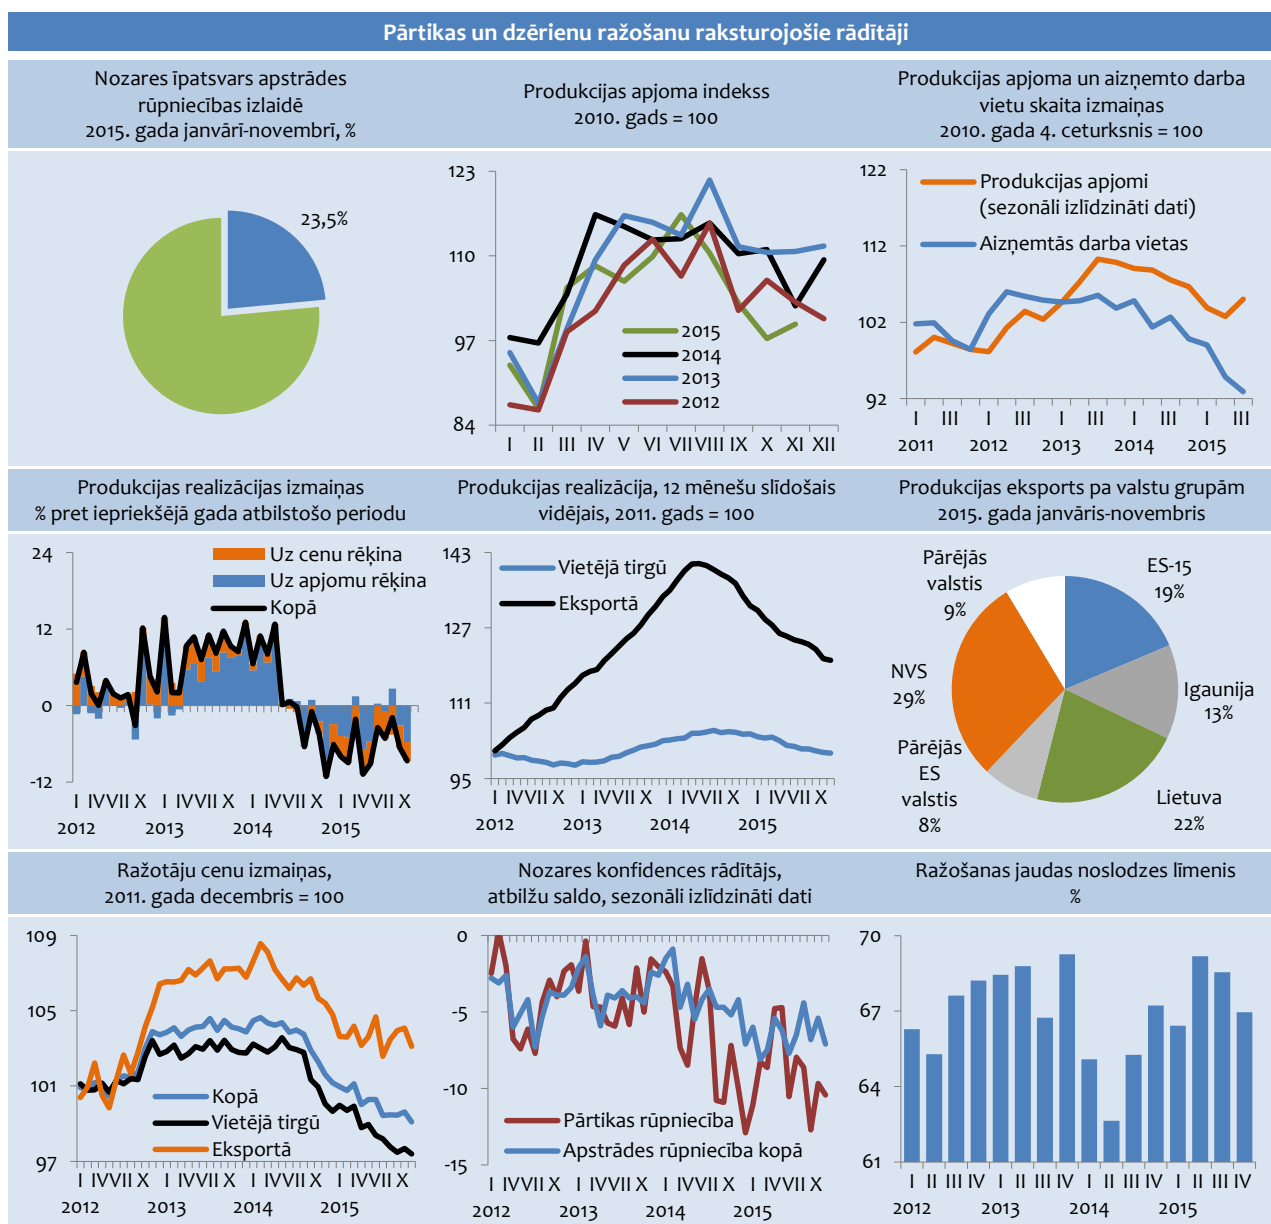 Pārtikas un dzērienu ražošanu raksturojošie rādītāji
Nozares īpatsvars apstrādes
rūpniecības izlaidē
2015. gada janvārī-novembrī, %
23,5%
Produkcijas apjoma indekss
2010. gads = 100
123
110
97
84
2015
2014
2013
2012
I II III IV V VI VII VIII IX X XI XII
Produkcijas apjoma un aizņemto darba
vietu skaita izmaiņas
2010. gada 4. ceturksnis = 100
122
112
102
92
Produkcijas apjomi
(sezonāli izlīdzināti dati)
Aizņemtās darba vietas
I III I III I III I III I III
2011 2012 2013 2014 2015
Produkcijas realizācijas izmaiņas
% pret iepriekšējā gada atbilstošo periodu
24
12
0
-12
Uz cenu rēķina
Uz apjomu rēķina
Kopā
I IV VII X I IV VII X I IV VII X I IV VII X
2012 2013 2014 2015
Produkcijas realizācija, 12 mēnešu slīdošais
vidējais, 2011. gads = 100
143
127
111
95
Vietējā tirgū
Eksportā
I IV VII X I IV VII X I IV VII X I IV VII X
2012 2013 2014 2015
Produkcijas eksports pa valstu grupām
2015. gada janvāris-novembris
Pārējās
valstis
9%
ES-15
19%
NVS
29%
Igaunija
13%
Pārējās
ES
valstis
8%
Lietuva
22%
Ražotāju cenu izmaiņas,
2011. gada decembris = 100
109
105
101
97
Kopā
Vietējā tirgū
Eksportā
I IV VII X I IV VII X I IV VII X I IV VII X
2012 2013 2014 2015
Nozares konfidences rādītājs,
atbilžu saldo, sezonāli izlīdzināti dati
0
-5
-10
-15
Pārtikas rūpniecība
Apstrādes rūpniecība kopā
I IV VII X I IV VII X I IV VII X I IV VII X
2012 2013 2014 2015
Ražošanas jaudas noslodzes līmenis
%
70
67
64
61
I II III IV I II III IV I II III IV I II III IV
2012 2013 2014 2015